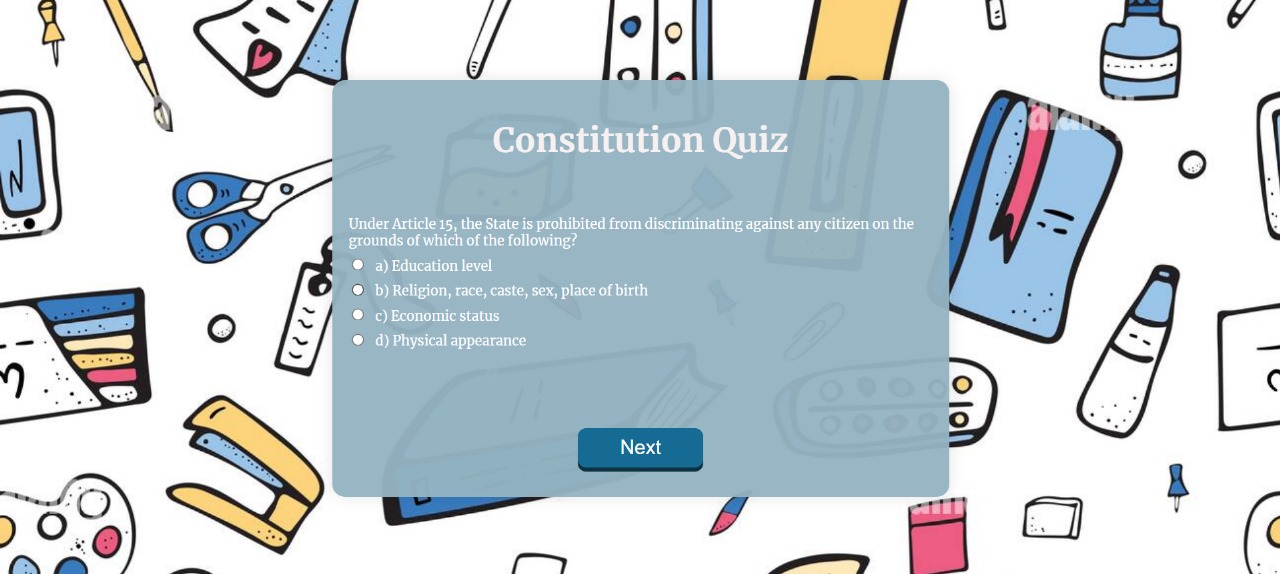 Constitution Quiz
Under Article 15, the State is prohibited from discriminating against any citizen on the
grounds of which of the following?
a) Education level
b) Religion, race, caste, sex, place of birth
c) Economic status
d) Physical appearance
Next